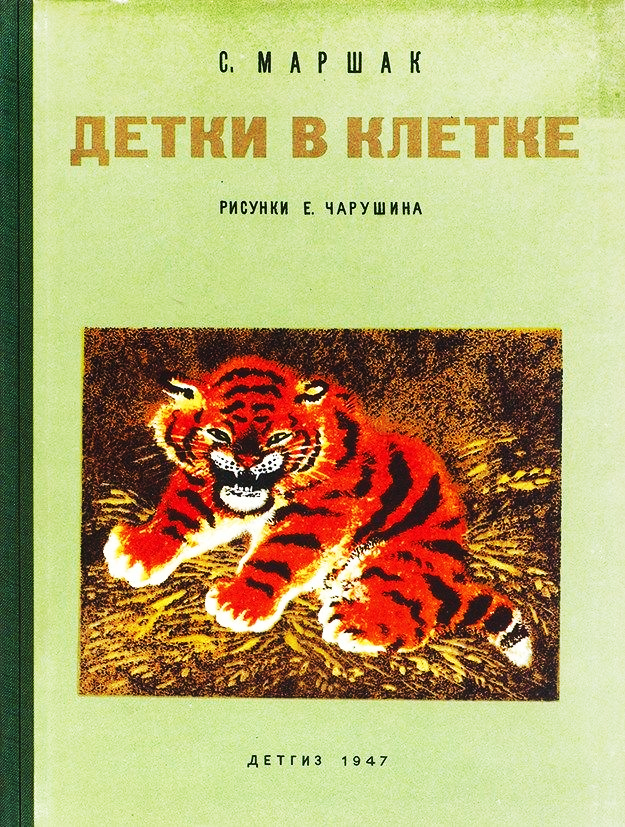 С. МАРШАК
ДЕТКИ В КЛЕТКЕ
РИСУНКИ Е. ЧАРУШИНА
ДЕТГИЗ 1947